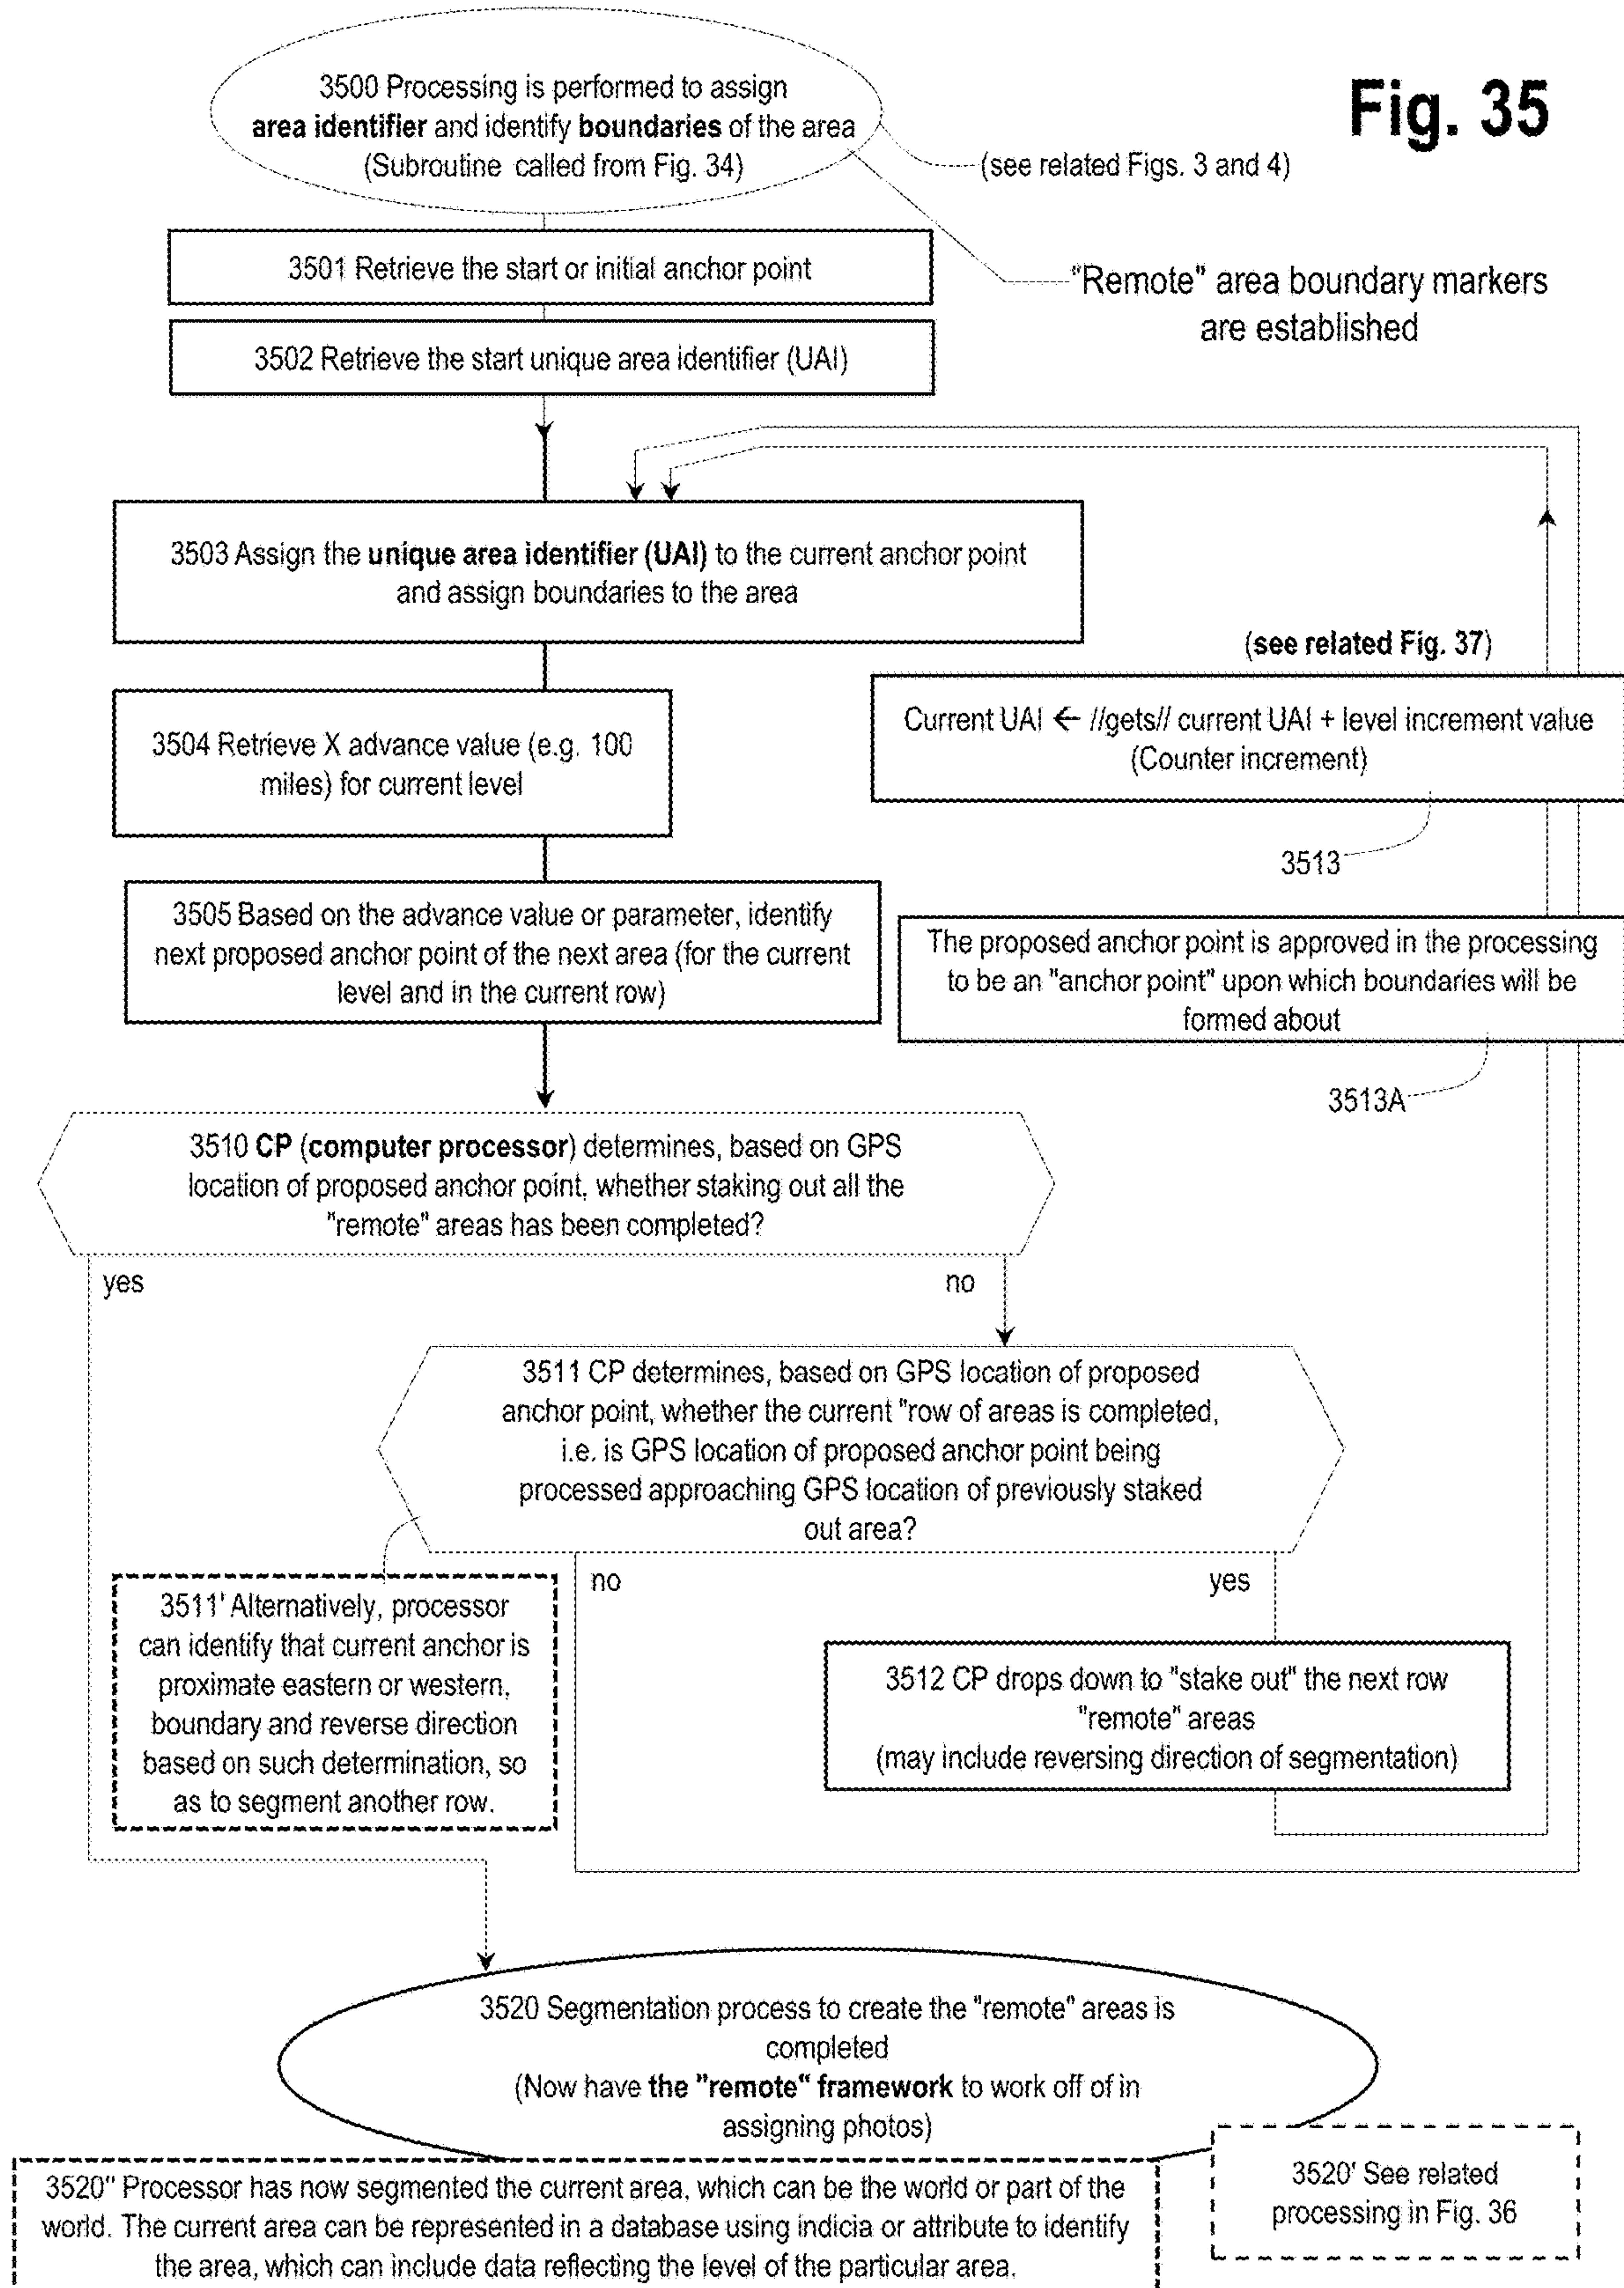 Fig. 35
3500 Processing is performed to assign
area identifier and identify boundaries of the area
(Subroutine called from Fig. 34)
(see related Figs. 3 and 4)
3501 Retrieve the start or initial anchor point
"Remote" area boundary markers
are established
3502 Retrieve the start unique area identifier (UAI)
3503 Assign the unique area identifier (UAI) to the current anchor point
and assign boundaries to the area
(see related Fig. 37)
Current UAI ← //gets// current UAI + level increment value
(Counter increment)
3513
3504 Retrieve X advance value (e.g. 100
miles) for current level
3505 Based on the advance value or parameter, identify
next proposed anchor point of the next area (for the current
level and in the current row)
The proposed anchor point is approved in the processing
to be an "anchor point" upon which boundaries will be
formed about
3513A
3510 CP (computer processor) determines, based on GPS
location of proposed anchor point, whether staking out all the
"remote" areas has been completed?
yes
no
3511 CP determines, based on GPS location of proposed
anchor point, whether the current "row of areas is completed,
i.e. is GPS location of proposed anchor point being
processed approaching GPS location of previously staked
out area?
no
yes
3511' Alternatively, processor
can identify that current anchor is
proximate eastern or western,
boundary and reverse direction
based on such determination, so
as to segment another row.
3512 CP drops down to "stake out" the next row
"remote" areas
(may include reversing direction of segmentation)
3520 Segmentation process to create the "remote" areas is
completed
(Now have the "remote" framework to work off of in
assigning photos)
3520" Processor has now segmented the current area, which can be the world or part of the
world. The current area can be represented in a database using indicia or attribute to identify
the area, which can include data reflecting the level of the particular area.
3520' See related
processing in Fig. 36